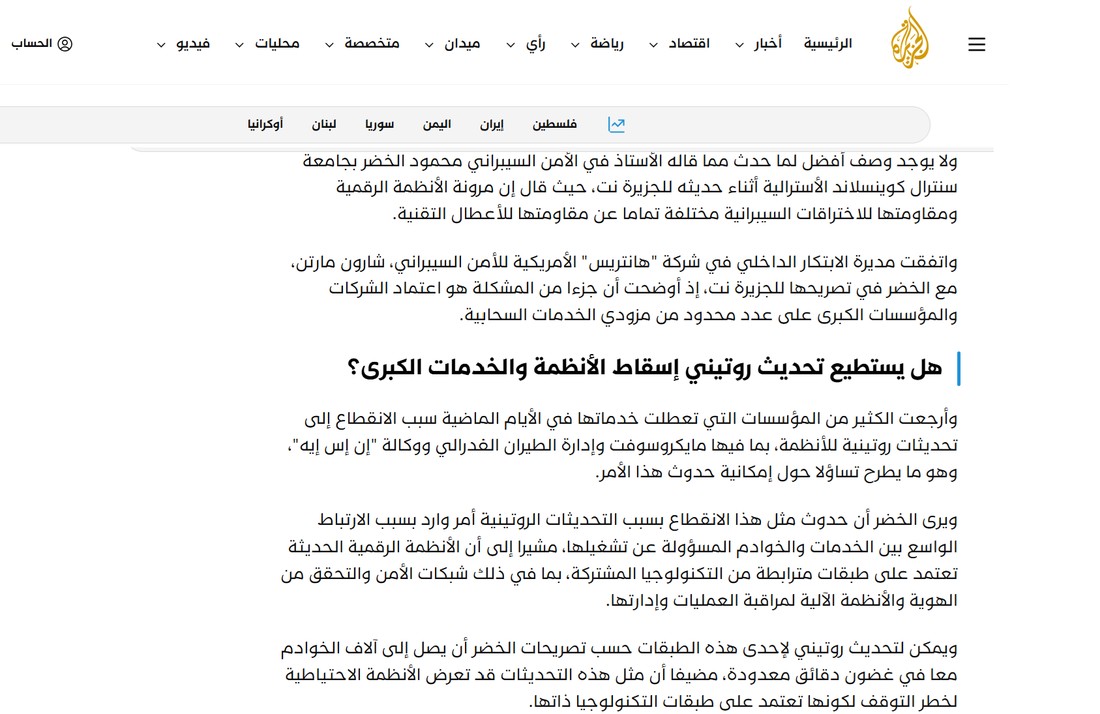 الرئيسية أخبار اقتصاد رياضة رأي ميدان متخصصة محليات فيديو الحساب
فلسطين إيران اليمن سوريا لبنان أوكرانيا
ولا يوجد وصف أفضل لما حدث مما قاله الأستاذ في الأمن السيبراني محمود الخضر بجامعة
سنترال كوينسلاند الأسترالية أثناء حديثه للجزيرة نت، حيث قال إن مرونة الأنظمة الرقمية
ومقاومتها للاختراقات السيبرانية مختلفة تماما عن مقاومتها للأعطال التقنية.
واتفقت مديرة الابتكار الداخلي في شركة "هانتريس" الأمريكية للأمن السيبراني، شارون مارتن،
مع الخضر في تصريحها للجزيرة نت، إذ أوضحت أن جزءا من المشكلة هو اعتماد الشركات
والمؤسسات الكبرى على عدد محدود من مزودي الخدمات السحابية.
هل يستطيع تحديث روتيني إسقاط الأنظمة والخدمات الكبرى؟
وأرجعت الكثير من المؤسسات التي تعطلت خدماتها في الأيام الماضية سبب الانقطاع إلى
تحديثات روتينية للأنظمة، بما فيها مايكروسوفت وإدارة الطيران الفدرالي ووكالة "إن إس إيه"،
وهو ما يطرح تساؤلا حول إمكانية حدوث هذا الأمر.
ويرى الخضر أن حدوث مثل هذا الانقطاع بسبب التحديثات الروتينية أمر وارد بسبب الارتباط
الواسع بين الخدمات والخوادم المسؤولة عن تشغيلها، مشيرا إلى أن الأنظمة الرقمية الحديثة
تعتمد على طبقات مترابطة من التكنولوجيا المشتركة، بما في ذلك شبكات الأمن والتحقق من
الهوية والأنظمة الآلية لمراقبة العمليات وإدارتها.
ويمكن لتحديث روتيني لإحدى هذه الطبقات حسب تصريحات الخضر أن يصل إلى آلاف الخوادم
معا في غضون دقائق معدودة، مضيفا أن مثل هذه التحديثات قد تعرض الأنظمة الاحتياطية
لخطر التوقف لكونها تعتمد على طبقات التكنولوجيا ذاتها.